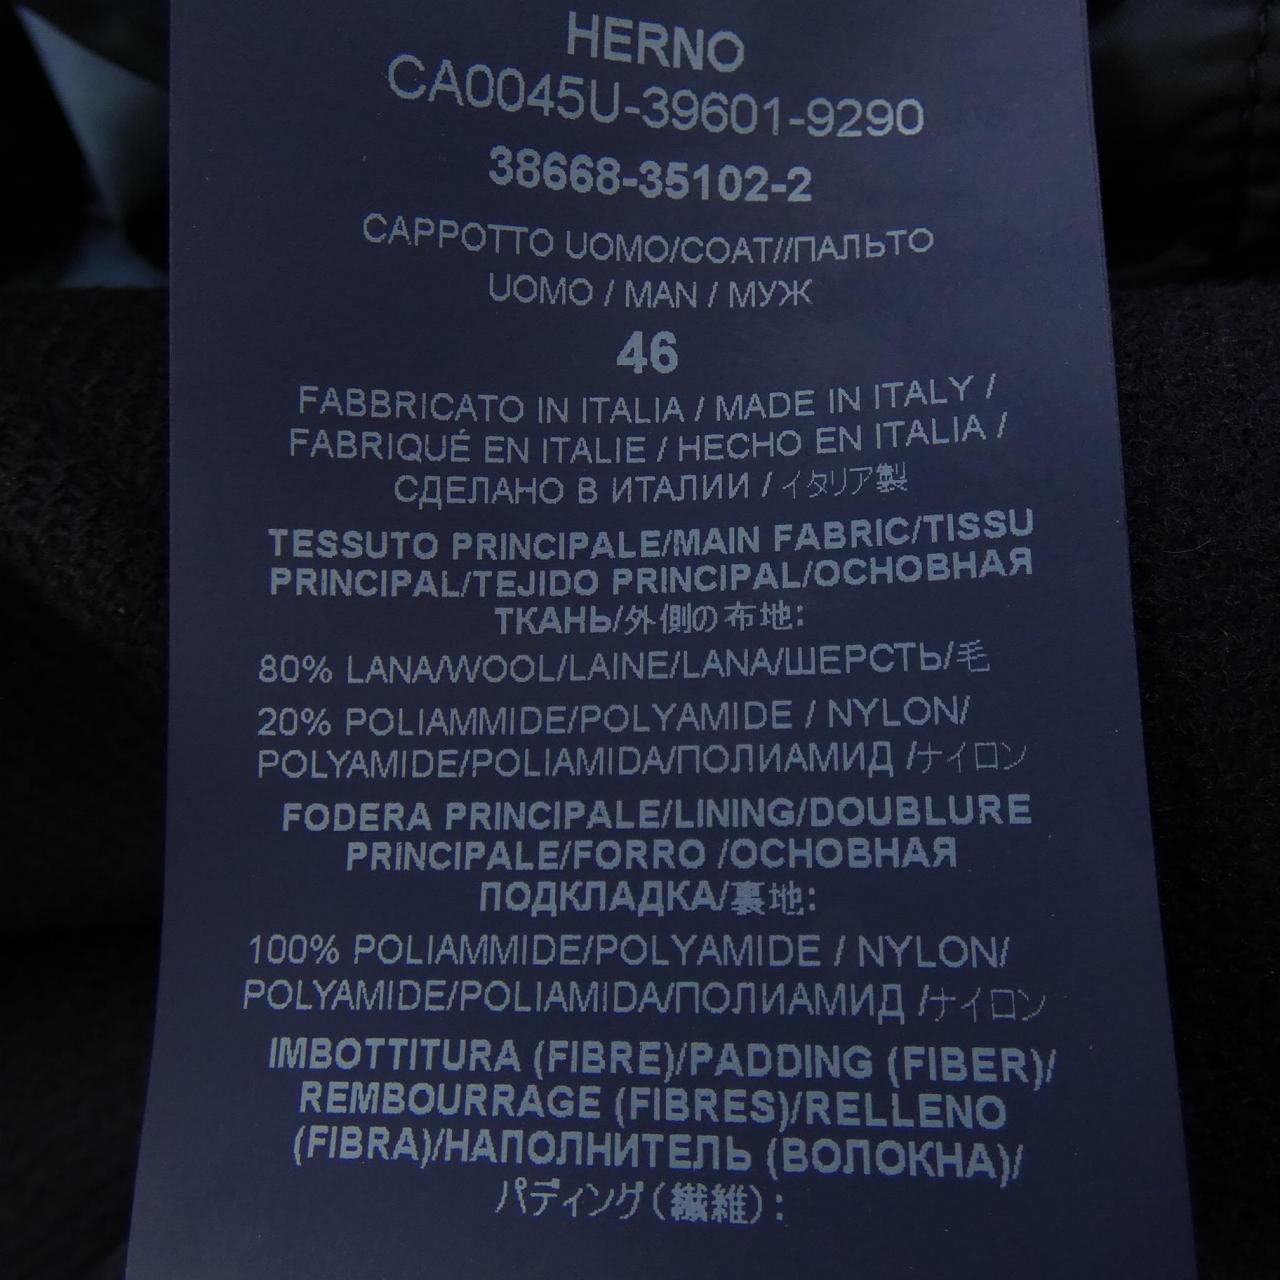 HERNO
CA0045U-39601-9290
38668-35102-2
CAPPOTTO UOMO/COAT//ПАЛЬТО
UOMO / MAN / МУЖ
46
FABBRICATO IN ITALIA / MADE IN ITALY /
FABRIQUÉ EN ITALIE / HECHO EN ITALIA /
СДЕЛАНО В ИТАЛИИ / イタリア製
TESSUTO PRINCIPALE/MAIN FABRIC/TISSU
PRINCIPAL/TEJIDO PRINCIPAL/ОСНОВНАЯ
ТКАНЬ/外側の布地:
80% LANA/WOOL/LAINE/LANA/ШЕРСТЬ/毛
20% POLIAMMIDE/POLYAMIDE / NYLON/
POLYAMIDE/POLIAMIDA/ПОЛИАМИД /ナイロン
FODERA PRINCIPALE/LINING/DOUBLURE
PRINCIPALE/FORRO /ОСНОВНАЯ
ПОДКЛАДКА/裏地:
100% POLIAMMIDE/POLYAMIDE / NYLON/
POLYAMIDE/POLIAMIDA/ПОЛИАМИД /ナイロン
IMBOTTITURA (FIBRE)/PADDING (FIBER)/
REMBOURRAGE (FIBRES)/RELLENO
(FIBRA)/НАПОЛНИТЕЛЬ (ВОЛОКНА)/
パディング(繊維):